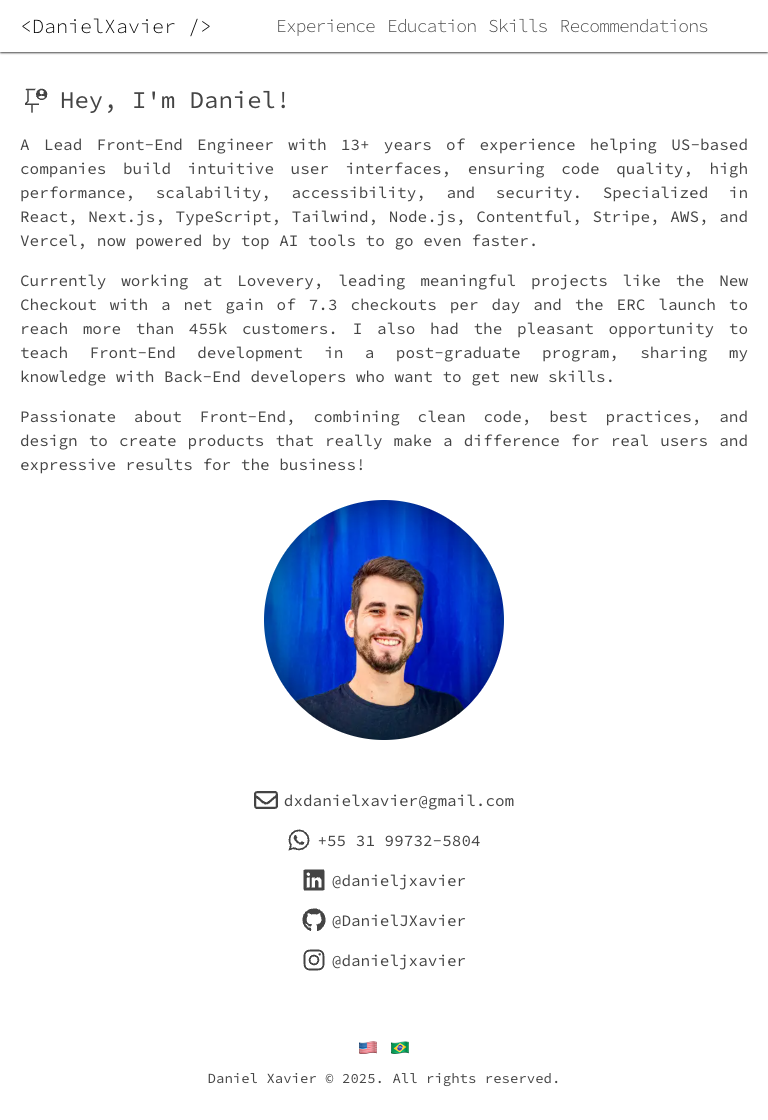 <DanielXavier />
Experience Education Skills Recommendations
Hey, I'm Daniel!
A Lead Front-End Engineer with 13+ years of experience helping US-based
companies build intuitive user interfaces, ensuring code quality, high
performance, scalability, accessibility, and security. Specialized in
React, Next.js, TypeScript, Tailwind, Node.js, Contentful, Stripe, AWS, and
Vercel, now powered by top AI tools to go even faster.
Currently working at Lovevery, leading meaningful projects like the New
Checkout with a net gain of 7.3 checkouts per day and the ERC launch to
reach more than 455k customers. I also had the pleasant opportunity to
teach Front-End development in a post-graduate program, sharing my
knowledge with Back-End developers who want to get new skills.
Passionate about Front-End, combining clean code, best practices, and
design to create products that really make a difference for real users and
expressive results for the business!
dxdanielxavier@gmail.com
+55 31 99732-5804
@danieljxavier
@DanielJXavier
@danieljxavier
Daniel Xavier © 2025. All rights reserved.